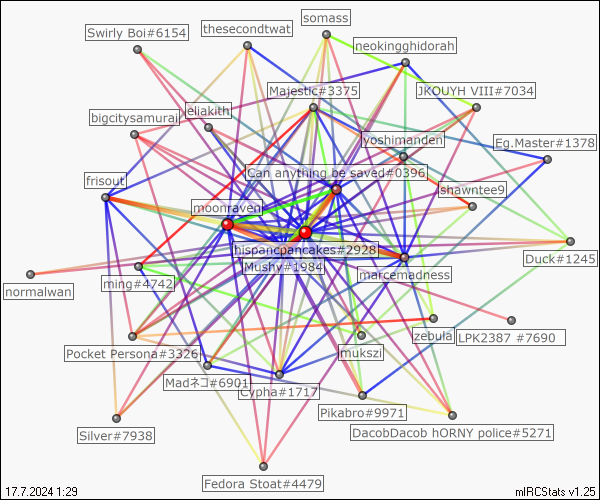 somass
Swirly Boi#6154
thesecondtwat
neokingghidorah
Majestic#3375
JKOUYH VIII#7034
bigcitysamurai
eliakith
yoshimanden
Eg.Master#1378
Can anything be saved#0396
frisout
shawntee9
moonraven
hispancpancakes#2928
Duck#1245
Mushy#1984
marcemadness
ming#4742
normalwan
zebula
LPK2387 #7690
Pocket Persona#3326
mukszi
Madネコ#6901
Cypha#1717
Pikabro#9971
DacobDacob hORNY police#5271
Silver#7938
Fedora Stoat#4479
17.7.2024 1:29
mIRCStats v1.25